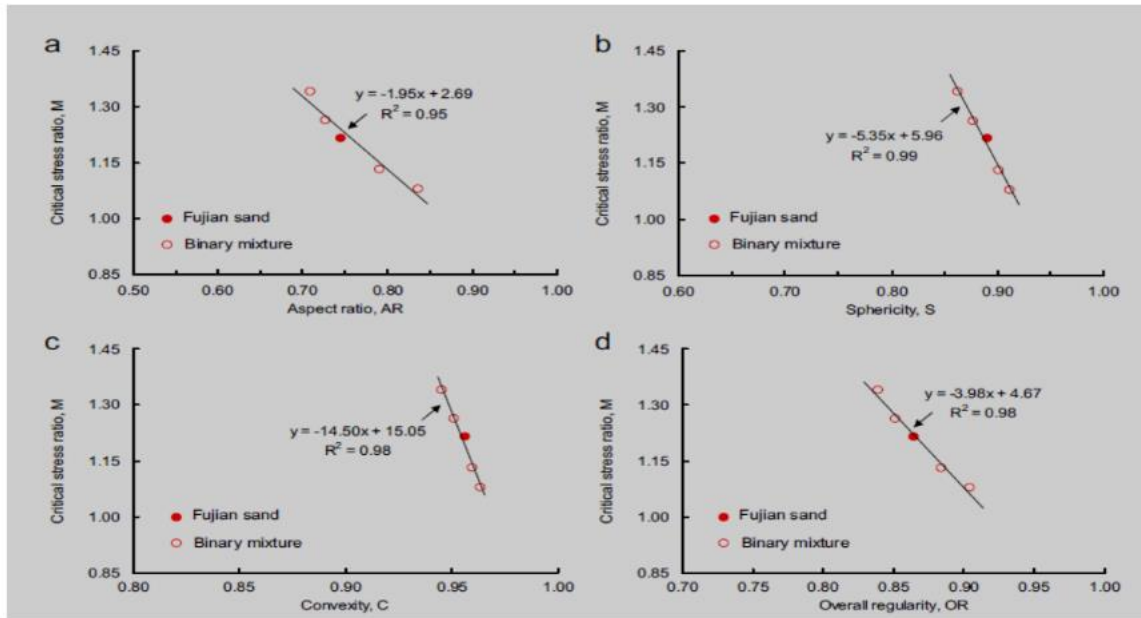 a
1.45
1.30
1.15
1.00
0.85
Critical stress ratio, M
y = -1.95x + 2.69
R² = 0.95
Fujian sand
Binary mixture
0.50 0.60 0.70 0.80 0.90 1.00
Aspect ratio, AR
b
1.45
1.30
1.15
1.00
0.85
Critical stress ratio, M
y = -5.35x + 5.96
R² = 0.99
Fujian sand
Binary mixture
0.60 0.70 0.80 0.90 1.00
Sphericity, S
c
1.45
1.30
1.15
1.00
0.85
Critical stress ratio, M
y = -14.50x + 15.05
R² = 0.98
Fujian sand
Binary mixture
0.80 0.85 0.90 0.95 1.00
Convexity, C
d
1.45
1.30
1.15
1.00
0.85
Critical stress ratio, M
y = -3.98x + 4.67
R² = 0.98
Fujian sand
Binary mixture
0.70 0.75 0.80 0.85 0.90 0.95 1.00
Overall regularity, OR